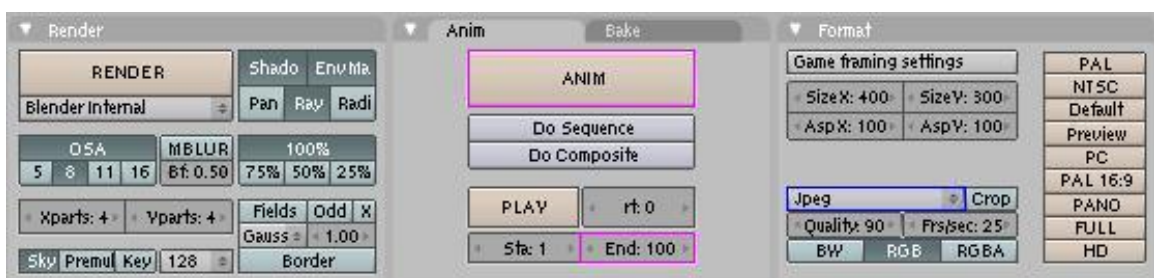 Render
RENDER
Blender Internal
Shado EnvMa
Pan Ray Radi
OSA MBLUR 100%
5 8 11 16 Bf: 0.50 75% 50% 25%
Xparts: 4 Yparts: 4 Fields Odd X
Gauss 1.00
Sky Premul Key 128 Border
Anim Bake
ANIM
Do Sequence
Do Composite
PLAY rt: 0
Sta: 1 End: 100
Format
Game framing settings
SizeX: 400 SizeY: 300
AspX: 100 AspY: 100
Jpeg Crop
Quality: 90 Frs/sec: 25
BW RGB RGBA
PAL
NTSC
Default
Preview
PC
PAL 16:9
PANO
FULL
HD